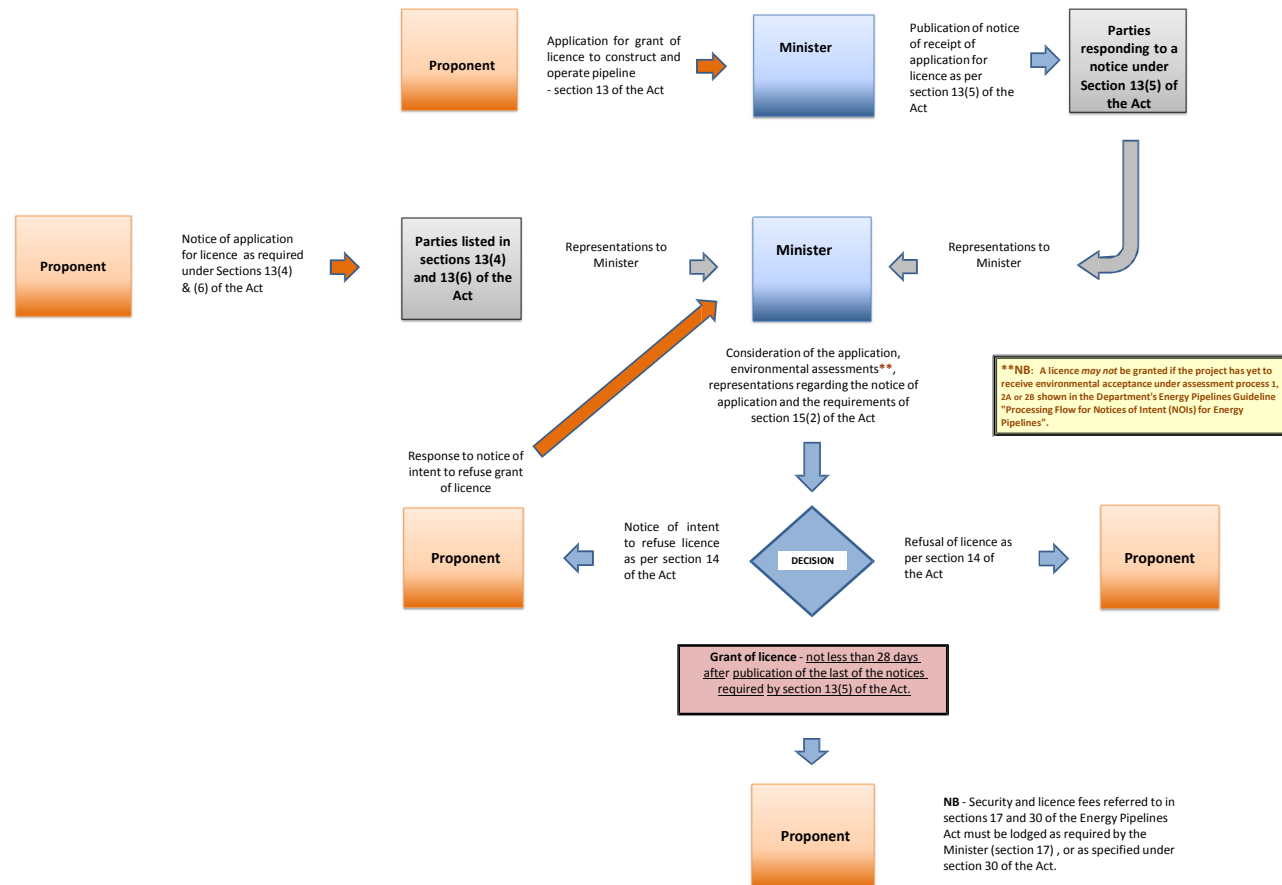 Proponent
Application for grant of
licence to construct and
operate pipeline
- section 13 of the Act
Minister
Publication of notice
of receipt of
application for
licence as per
section 13(5) of the
Act
Parties
responding to a
notice under
Section 13(5) of
the Act
Proponent
Notice of application
for licence as required
under Sections 13(4)
& (6) of the Act
Parties listed in
sections 13(4)
and 13(6) of the
Act
Representations to
Minister
Minister
Representations to
Minister
Consideration of the application,
environmental assessments**,
representations regarding the notice of
application and the requirements of
section 15(2) of the Act
**NB: A licence may not be granted if the project has yet to
receive environmental acceptance under assessment process 1,
2A or 2B shown in the Department's Energy Pipelines Guideline
"Processing Flow for Notices of Intent (NOIs) for Energy
Pipelines".
Response to notice of
intent to refuse grant
of licence
Proponent
Notice of intent
to refuse licence
as per section 14
of the Act
DECISION
Refusal of licence as
per section 14 of
the Act
Proponent
Grant of licence - not less than 28 days
after publication of the last of the notices
required by section 13(5) of the Act.
Proponent
NB - Security and licence fees referred to in
sections 17 and 30 of the Energy Pipelines
Act must be lodged as required by the
Minister (section 17) , or as specified under
section 30 of the Act.